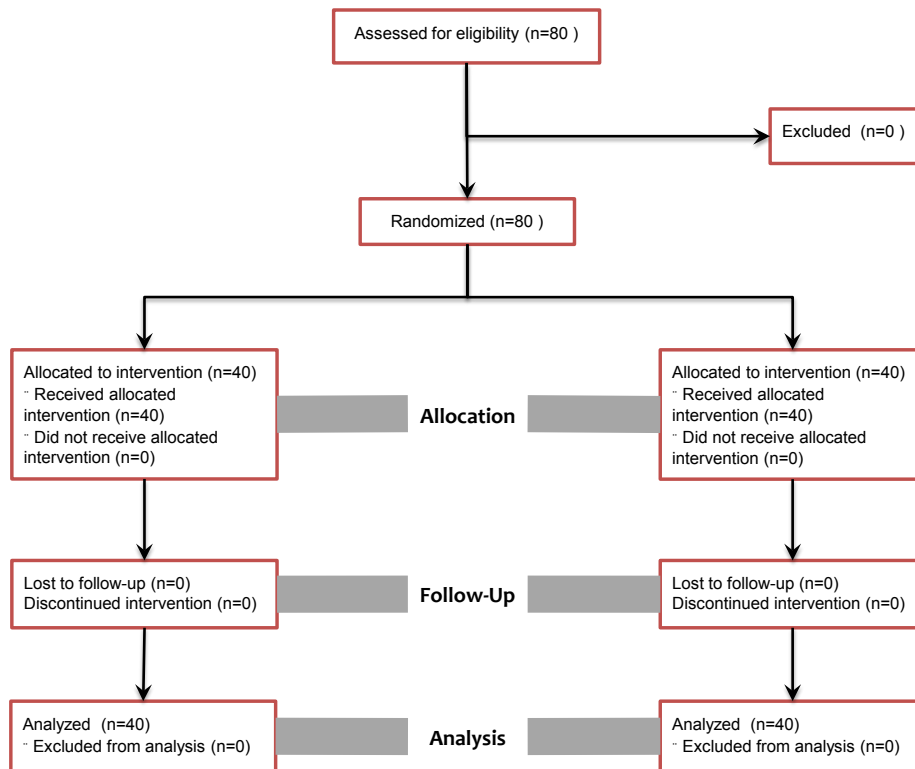 Assessed for eligibility (n=80 )
Excluded  (n=0 )
Randomized (n=80 )
Allocated to intervention (n=40)
¨ Received allocated
intervention (n=40)
¨ Did not receive allocated
intervention (n=0)
Allocation
Allocated to intervention (n=40)
¨ Received allocated
intervention (n=40)
¨ Did not receive allocated
intervention (n=0)
Lost to follow-up (n=0)
Discontinued intervention (n=0)
Follow-Up
Lost to follow-up (n=0)
Discontinued intervention (n=0)
Analyzed  (n=40)
¨ Excluded from analysis (n=0)
Analysis
Analyzed  (n=40)
¨ Excluded from analysis (n=0)